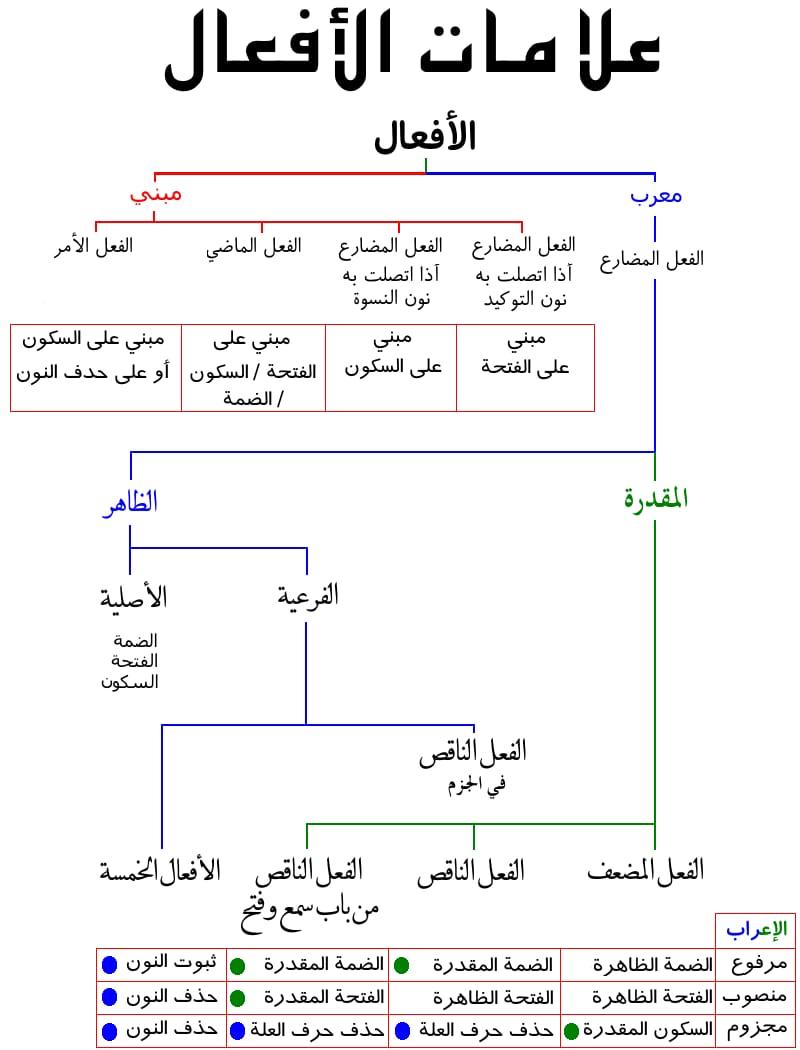 علامات الأفعال
الأفعال
معرب
مبني
الفعل المضارع
الفعل المضارع
أذا اتصلت به
نون التوكيد
الفعل المضارع
أذا اتصلت به
نون النسوة
الفعل الماضي
الفعل الأمر
مبني
على الفتحة
مبني
على السكون
مبني على
الفتحة / السكون
/ الضمة
مبني على السكون
أو على حدف النون
المقدرة
الظاهر
الفرعية
الأصلية
الضمة
الفتحة
السكون
الفعل الناقص
في الجزم
الفعل المضعف
الفعل الناقص
الفعل الناقص
من باب سمع وفتح
الأفعال الخمسة
الإعراب
مرفوع الضمة الظاهرة الضمة المقدرة الضمة المقدرة ثبوت النون
منصوب الفتحة الظاهرة الفتحة الظاهرة الفتحة المقدرة حذف النون
مجزوم السكون المقدرة حذف حرف العلة حذف حرف العلة حذف النون